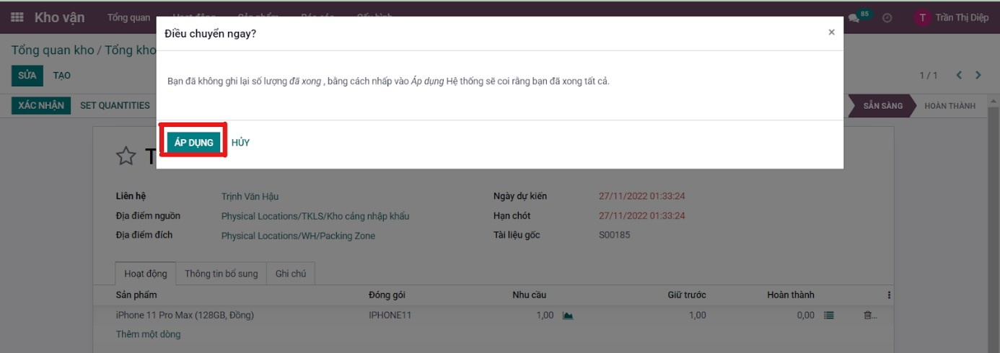 Kho vận Tổng quan 85 T Trần Thị Diệp
Điều chuyển ngay? ×
Tổng quan kho / Tổng kho
SỬA TẠO 1 / 1
Bạn đã không ghi lại số lượng đã xong , bằng cách nhấp vào Áp dụng Hệ thống sẽ coi rằng bạn đã xong tất cả.
XÁC NHẬN SET QUANTITIES SẴN SÀNG HOÀN THÀNH
ÁP DỤNG HỦY
T
Liên hệ Trịnh Văn Hậu Ngày dự kiến 27/11/2022 01:33:24
Địa điểm nguồn Physical Locations/TKLS/Kho cảng nhập khẩu Hạn chót 27/11/2022 01:33:24
Địa điểm đích Physical Locations/WH/Packing Zone Tài liệu gốc S00185
Hoạt động Thông tin bổ sung Ghi chú
Sản phẩm Đóng gói Nhu cầu Giữ trước Hoàn thành
iPhone 11 Pro Max (128GB, Đồng) IPHONE11 1,00 1,00 0,00 ...
Thêm một dòng